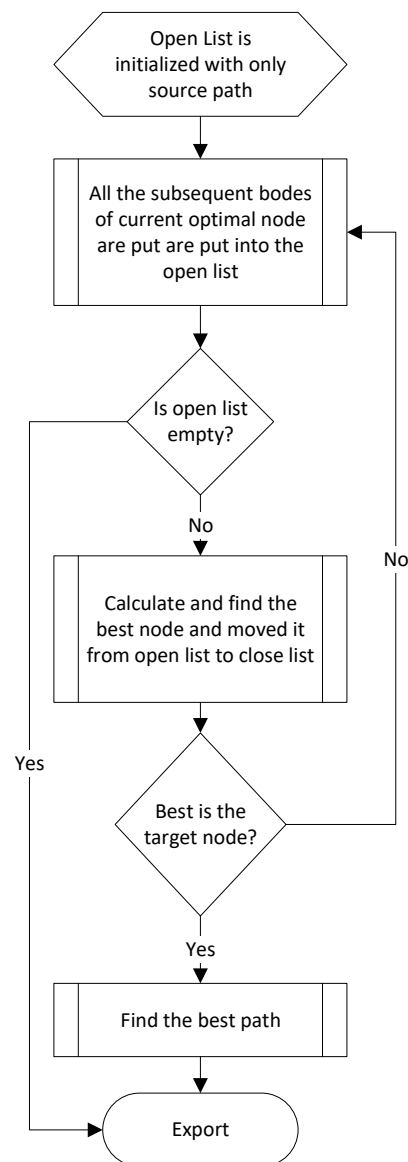 Open List is
initialized with only
source path
All the subsequent bodes
of current optimal node
are put are put into the
open list
Is open list
empty?
No
Calculate and find the
best node and moved it
from open list to close list
No
Yes
Best is the
target node?
Yes
Find the best path
Export